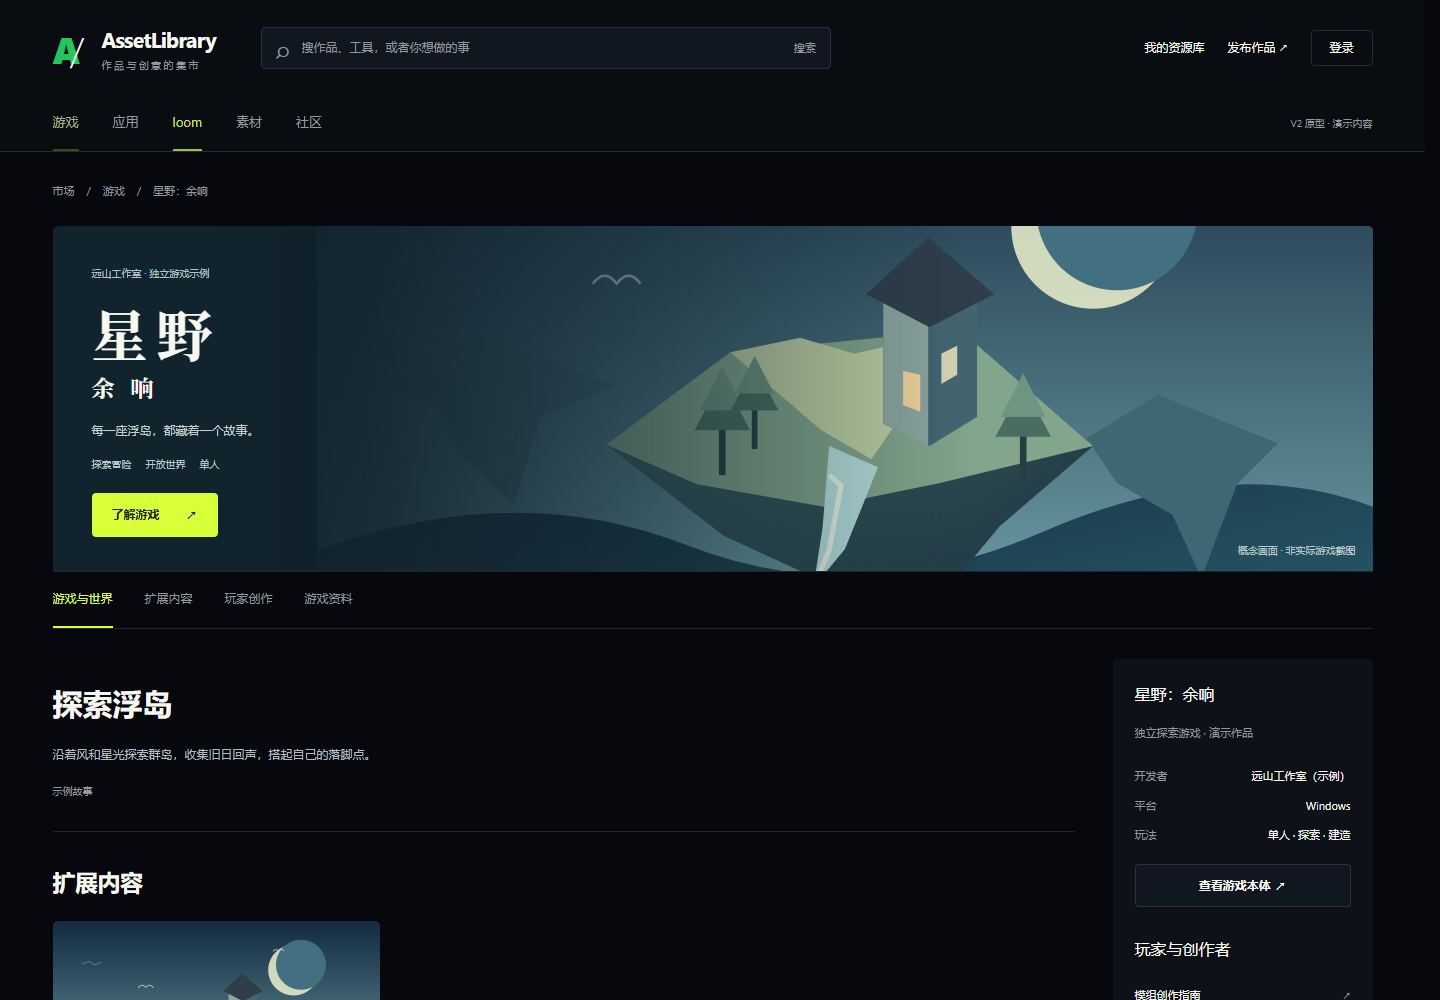 AssetLibrary
作品与创意的集市
搜作品、工具，或者你想做的事
搜索
我的资源库
发布作品 ↗
登录
游戏
应用
loom
素材
社区
V2 原型 · 演示内容
市场 / 游戏 / 星野：余响
远山工作室 · 独立游戏示例
星野
余响
每一座浮岛，都藏着一个故事。
探索冒险 开放世界 单人
了解游戏 ↗
概念画面 · 非实际游戏截图
游戏与世界
扩展内容
玩家创作
游戏资料
探索浮岛
沿着风和星光探索群岛，收集旧日回声，搭起自己的落脚点。
示例故事
扩展内容
星野：余响
独立探索游戏 · 演示作品
开发者 远山工作室（示例）
平台 Windows
玩法 单人 · 探索 · 建造
查看游戏本体 ↗
玩家与创作者
模组创作指南 ↗